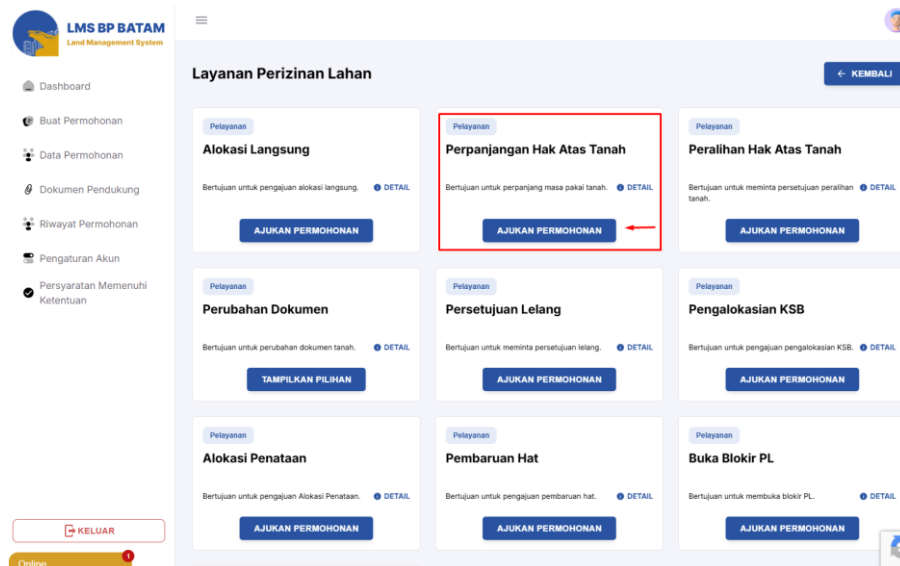 LMS BP BATAM
Land Management System
Dashboard
Buat Permohonan
Data Permohonan
Dokumen Pendukung
Riwayat Permohonan
Pengaturan Akun
Persyaratan Memenuhi
Ketentuan
KELUAR
Online
1
Layanan Perizinan Lahan
← KEMBALI
Pelayanan
Alokasi Langsung
Bertujuan untuk pengajuan alokasi langsung.
DETAIL
AJUKAN PERMOHONAN
Pelayanan
Perpanjangan Hak Atas Tanah
Bertujuan untuk perpanjang masa pakai tanah.
DETAIL
AJUKAN PERMOHONAN
Pelayanan
Peralihan Hak Atas Tanah
Bertujuan untuk meminta persetujuan peralihan
tanah.
DETAIL
AJUKAN PERMOHONAN
Pelayanan
Perubahan Dokumen
Bertujuan untuk perubahan dokumen tanah.
DETAIL
TAMPILKAN PILIHAN
Pelayanan
Persetujuan Lelang
Bertujuan untuk meminta persetujuan lelang.
DETAIL
AJUKAN PERMOHONAN
Pelayanan
Pengalokasian KSB
Bertujuan untuk pengajuan pengalokasian KSB.
DETAIL
AJUKAN PERMOHONAN
Pelayanan
Alokasi Penataan
Bertujuan untuk pengajuan Alokasi Penataan.
DETAIL
AJUKAN PERMOHONAN
Pelayanan
Pembaruan Hat
Bertujuan untuk pengajuan pembaruan hat.
DETAIL
AJUKAN PERMOHONAN
Pelayanan
Buka Blokir PL
Bertujuan untuk membuka blokir PL.
DETAIL
AJUKAN PERMOHONAN